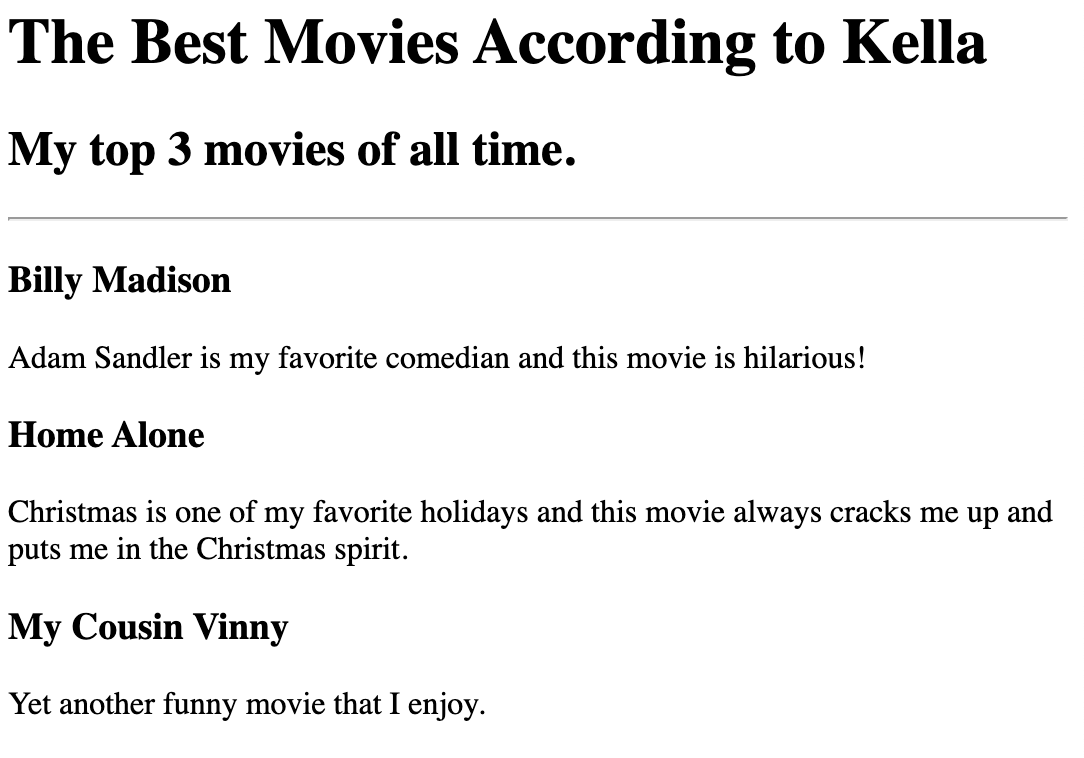 The Best Movies According to Kella
My top 3 movies of all time.
Billy Madison
Adam Sandler is my favorite comedian and this movie is hilarious!
Home Alone
Christmas is one of my favorite holidays and this movie always cracks me up and
puts me in the Christmas spirit.
My Cousin Vinny
Yet another funny movie that I enjoy.